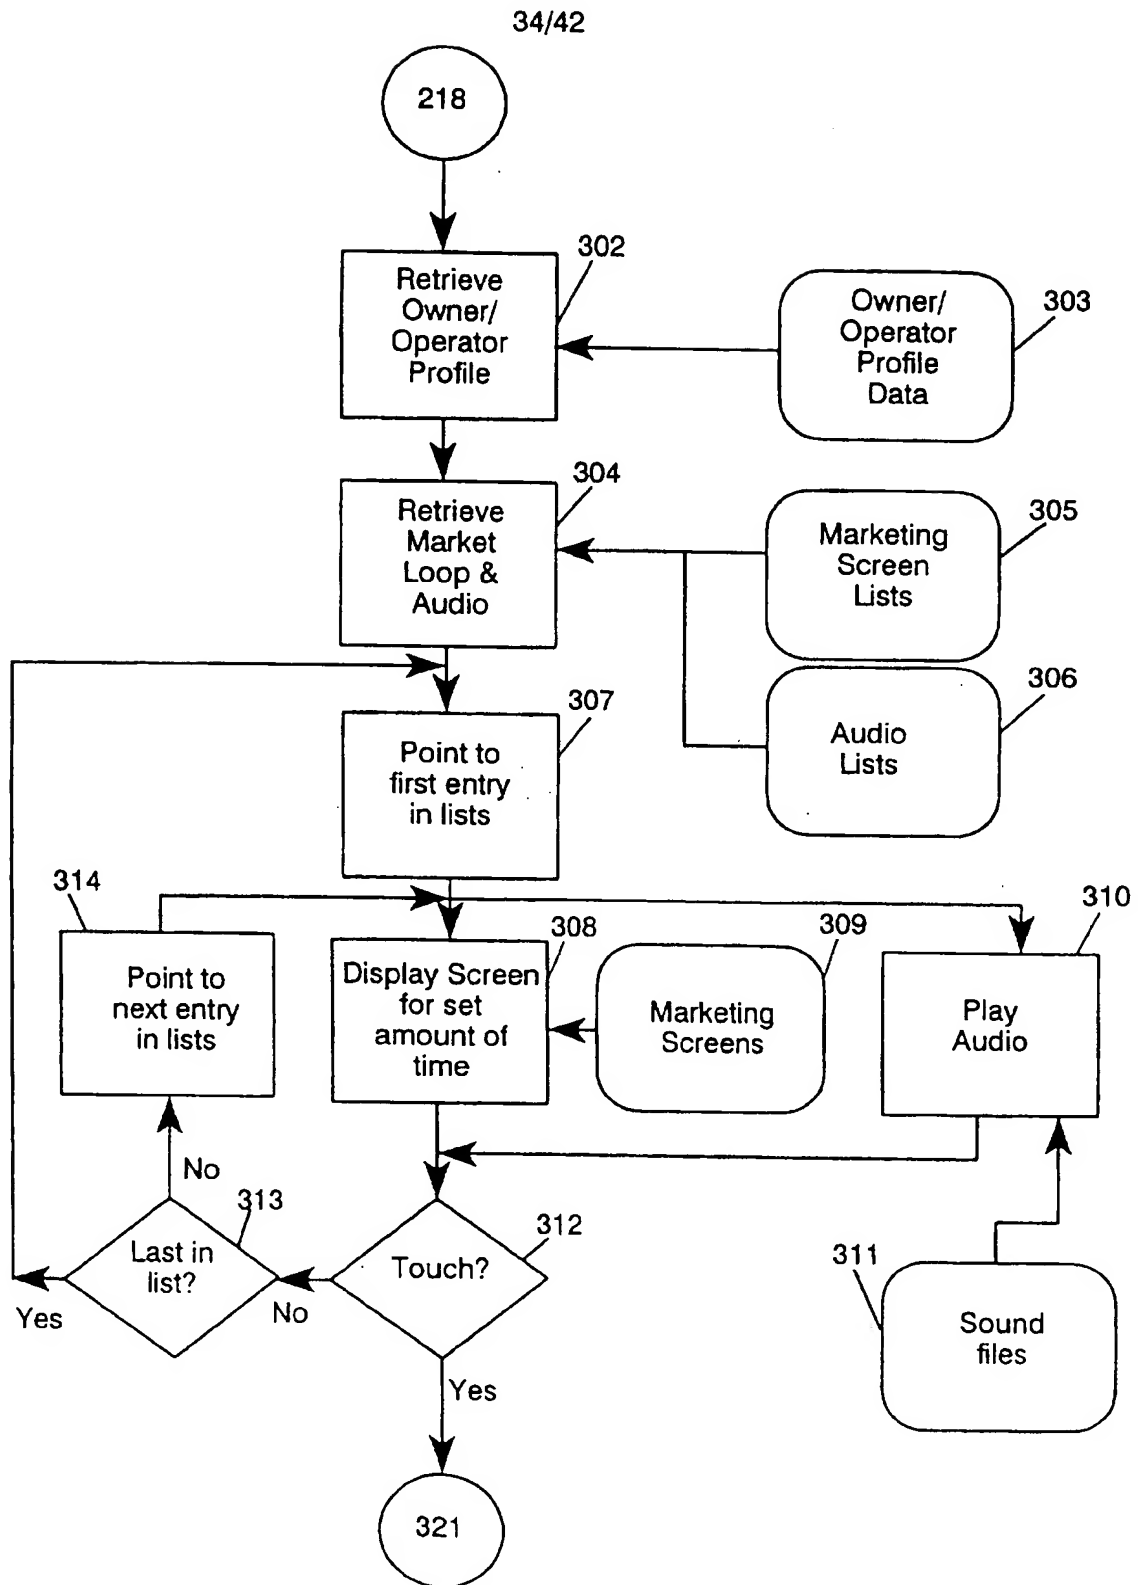 34/42
218
302
Retrieve
Owner/
Operator
Profile
Owner/
Operator
Profile
Data
303
304
Retrieve
Market
Loop &
Audio
Marketing
Screen
Lists
305
306
Audio
Lists
307
Point to
first entry
in lists
314
Point to
next entry
in lists
308
Display Screen
for set
amount of
time
309
Marketing
Screens
310
Play
Audio
No
313
Last in
list?
Yes
No
312
Touch?
Yes
311
Sound
files
321